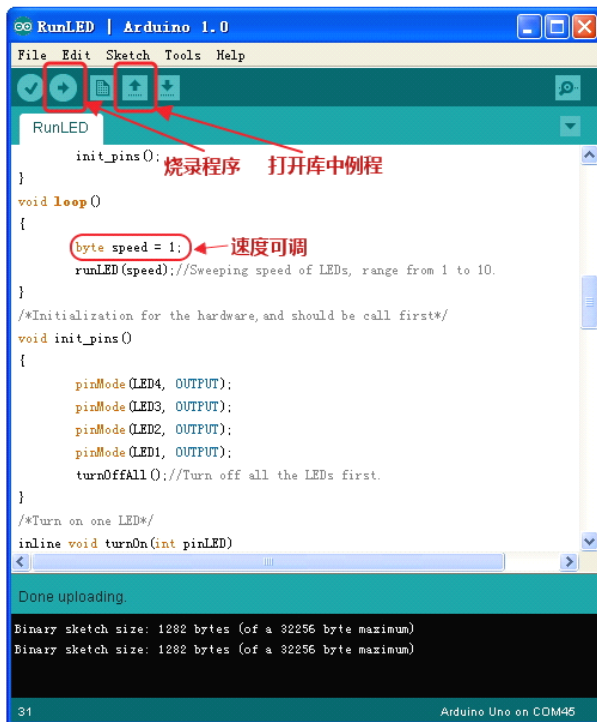 RunLED | Arduino 1.0
File Edit Sketch Tools Help
RunLED
init_pins();
烧录程序 打开库中例程
}
void loop()
{
byte speed = 1; 速度可调
runLED(speed);//Sweeping speed of LEDs, range from 1 to 10.
}
/*Initialization for the hardware,and should be call first*/
void init_pins()
{
pinMode(LED4, OUTPUT);
pinMode(LED3, OUTPUT);
pinMode(LED2, OUTPUT);
pinMode(LED1, OUTPUT);
turnOffAll();//Turn off all the LEDs first.
}
/*Turn on one LED*/
inline void turnOn(int pinLED)
Done uploading.
Binary sketch size: 1282 bytes (of a 32256 byte maximum)
Binary sketch size: 1282 bytes (of a 32256 byte maximum)
31 Arduino Uno on COM45